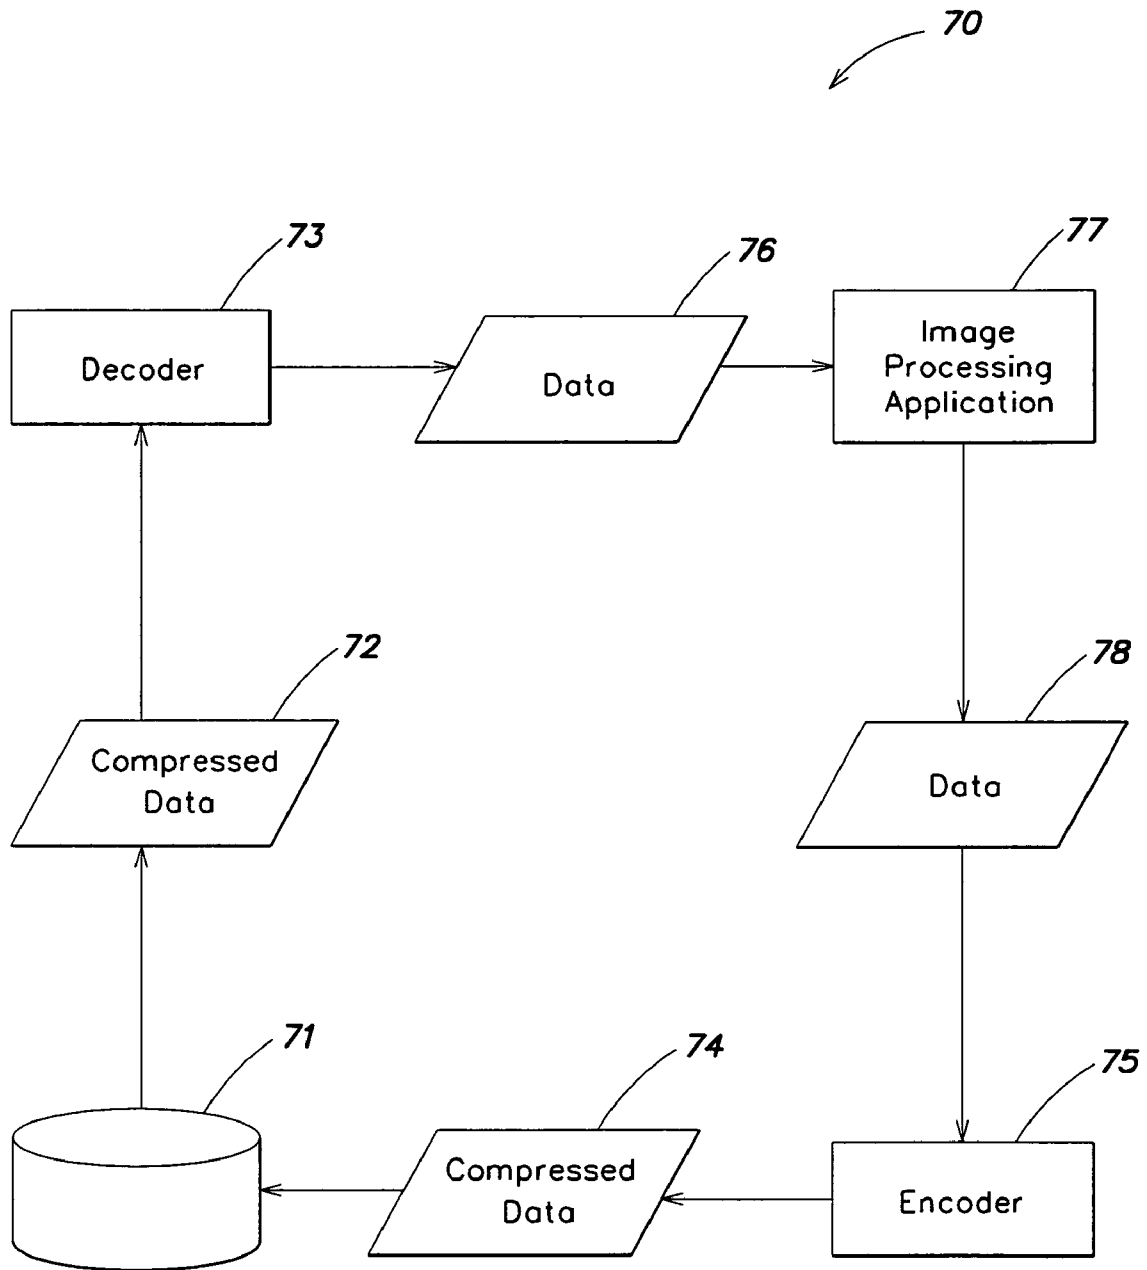 70
73
76
77
Decoder
Data
Image
Processing
Application
72
78
Compressed
Data
Data
71
74
75
Compressed
Data
Encoder